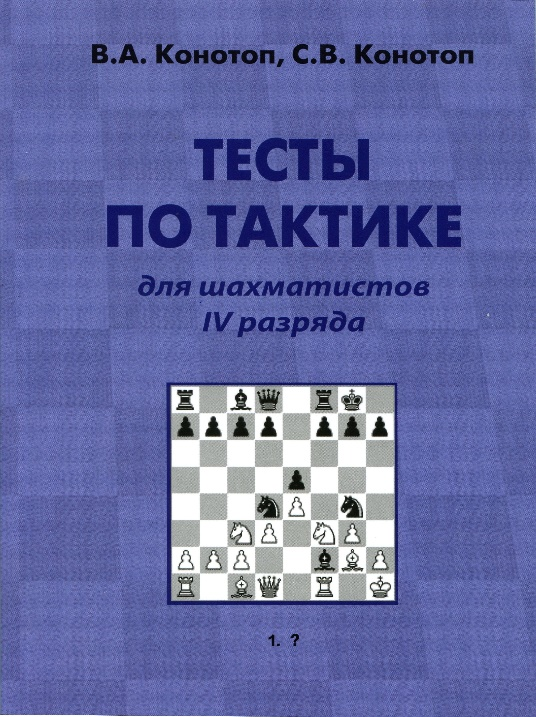 В.А. Конотоп, С.В. Конотоп
ТЕСТЫ
ПО ТАКТИКЕ
для шахматистов
IV разряда
1. ?